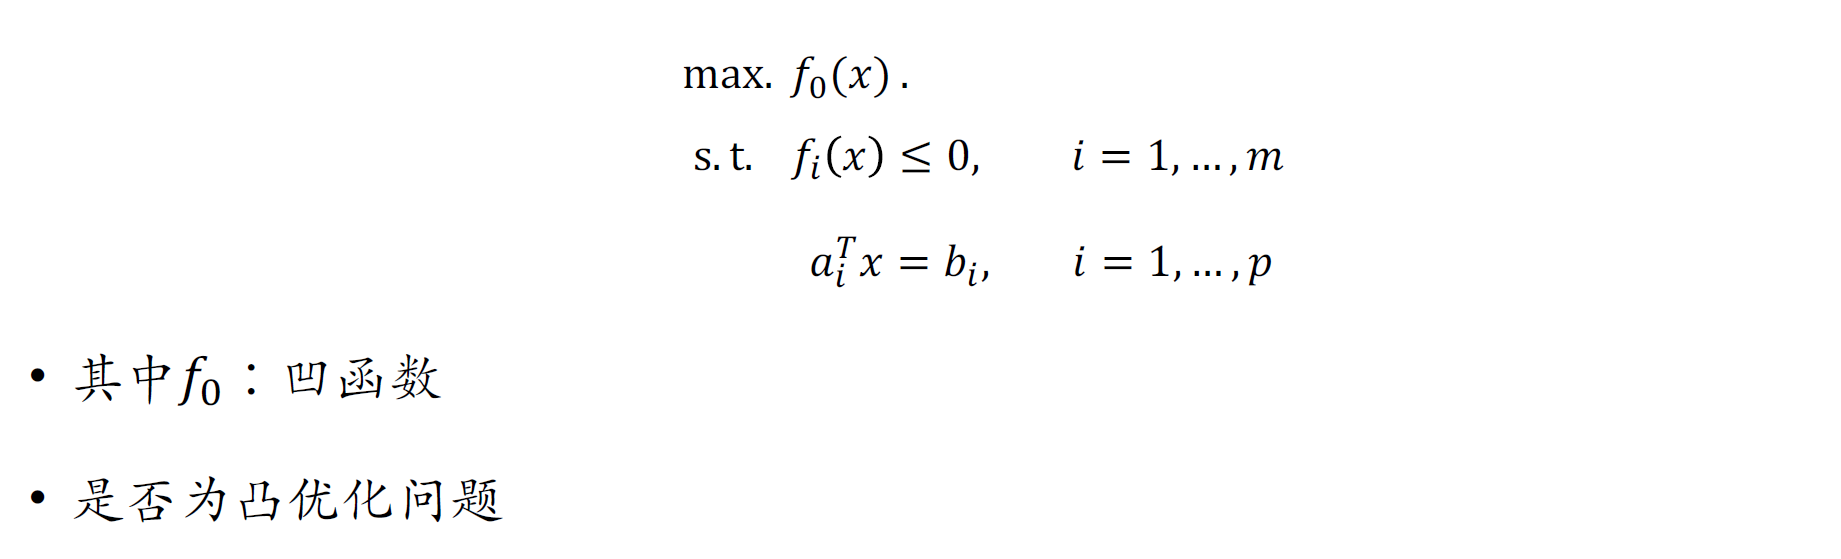 max. f₀(x) .
s. t. fᵢ(x) ≤ 0, i = 1, … , m
aᵢᵀx = bᵢ, i = 1, … , p
• 其中f₀：凹函数
• 是否为凸优化问题